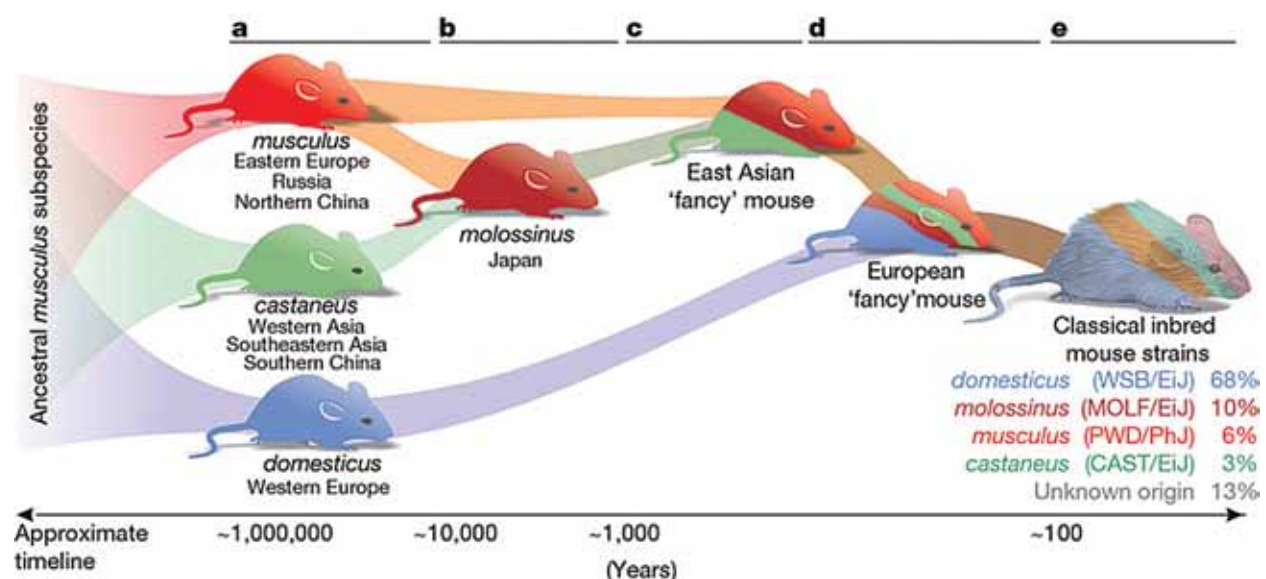 a
b
c
d
e
Ancestral musculus subspecies
musculus
Eastern Europe
Russia
Northern China
castaneus
Western Asia
Southeastern Asia
Southern China
domesticus
Western Europe
molossinus
Japan
East Asian
'fancy' mouse
European
'fancy'mouse
Classical inbred
mouse strains
domesticus (WSB/EiJ) 68%
molossinus (MOLF/EiJ) 10%
musculus (PWD/PhJ) 6%
castaneus (CAST/EiJ) 3%
Unknown origin 13%
Approximate
timeline
~1,000,000
~10,000
~1,000
~100
(Years)